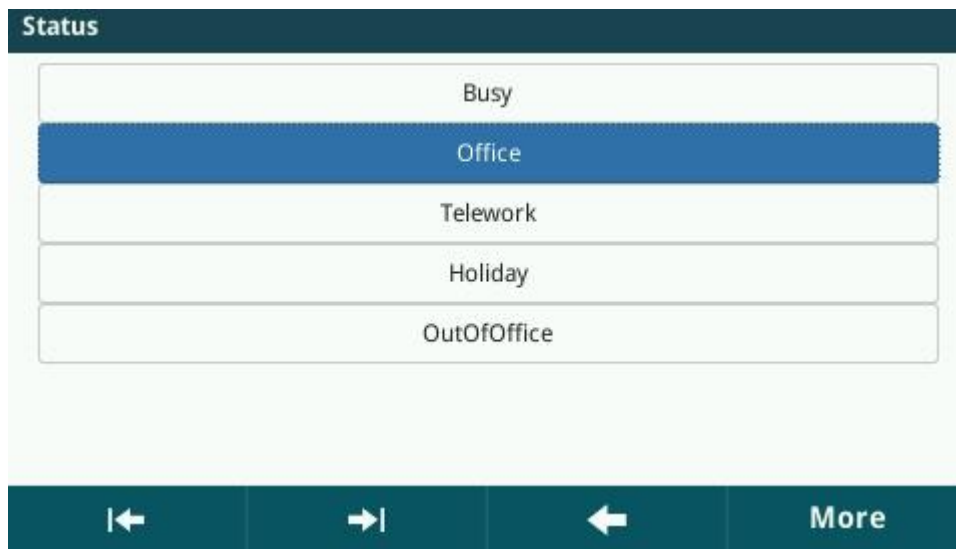 Status
Busy
Office
Telework
Holiday
OutOfOffice
More